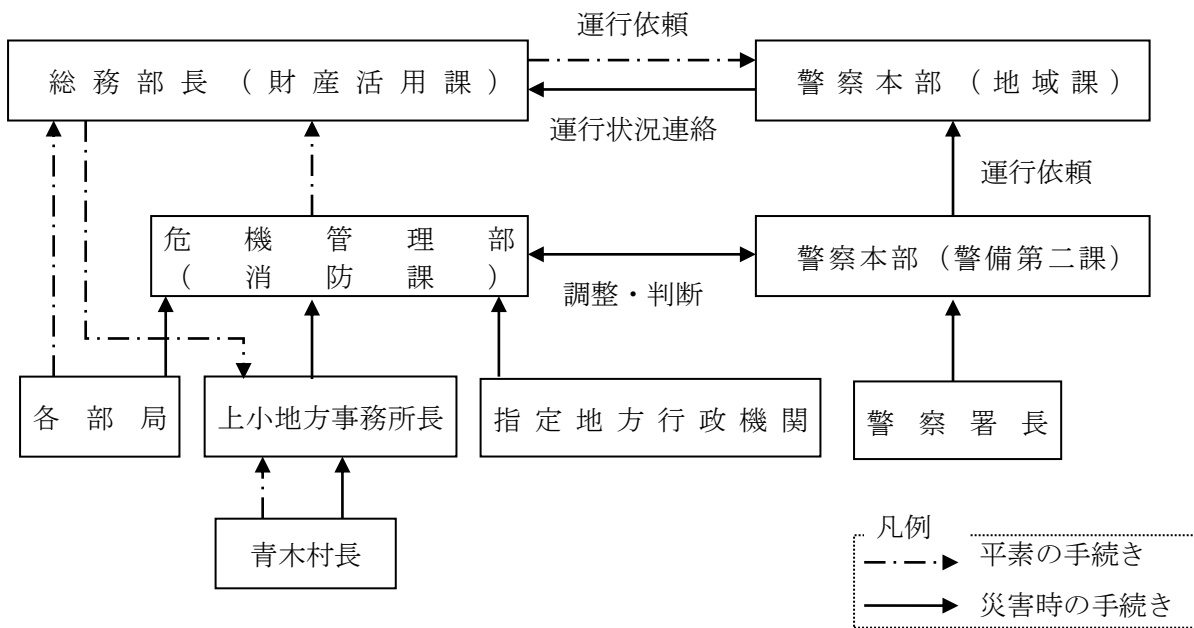 運行依頼
総務部長(財産活用課)
警察本部(地域課)
運行状況連絡
運行依頼
危機管理部
(消防課)
警察本部(警備第二課)
調整・判断
各部局
上小地方事務所長
指定地方行政機関
警察署長
青木村長
凡例
平素の手続き
災害時の手続き